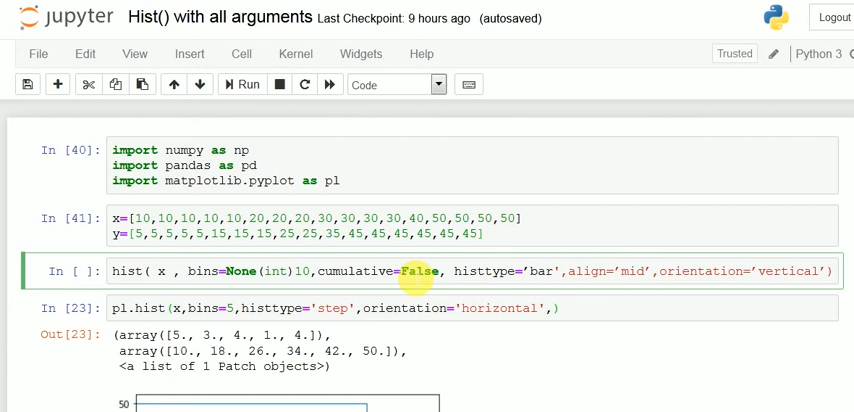 jupyter Hist() with all arguments Last Checkpoint: 9 hours ago (autosaved) Logout
File Edit View Insert Cell Kernel Widgets Help Trusted Python 3
Run Code
In [40]: import numpy as np
import pandas as pd
import matplotlib.pyplot as pl
In [41]: x=[10,10,10,10,10,20,20,20,30,30,30,30,40,50,50,50,50]
y=[5,5,5,5,5,15,15,15,25,25,35,45,45,45,45,45,45]
In [ ]: hist( x , bins=None(int)10,cumulative=False, histtype=’bar',align=’mid’,orientation=’vertical’)
In [23]: pl.hist(x,bins=5,histtype='step',orientation='horizontal',)
Out[23]: (array([5., 3., 4., 1., 4.]),
array([10., 18., 26., 34., 42., 50.]),
<a list of 1 Patch objects>)
50